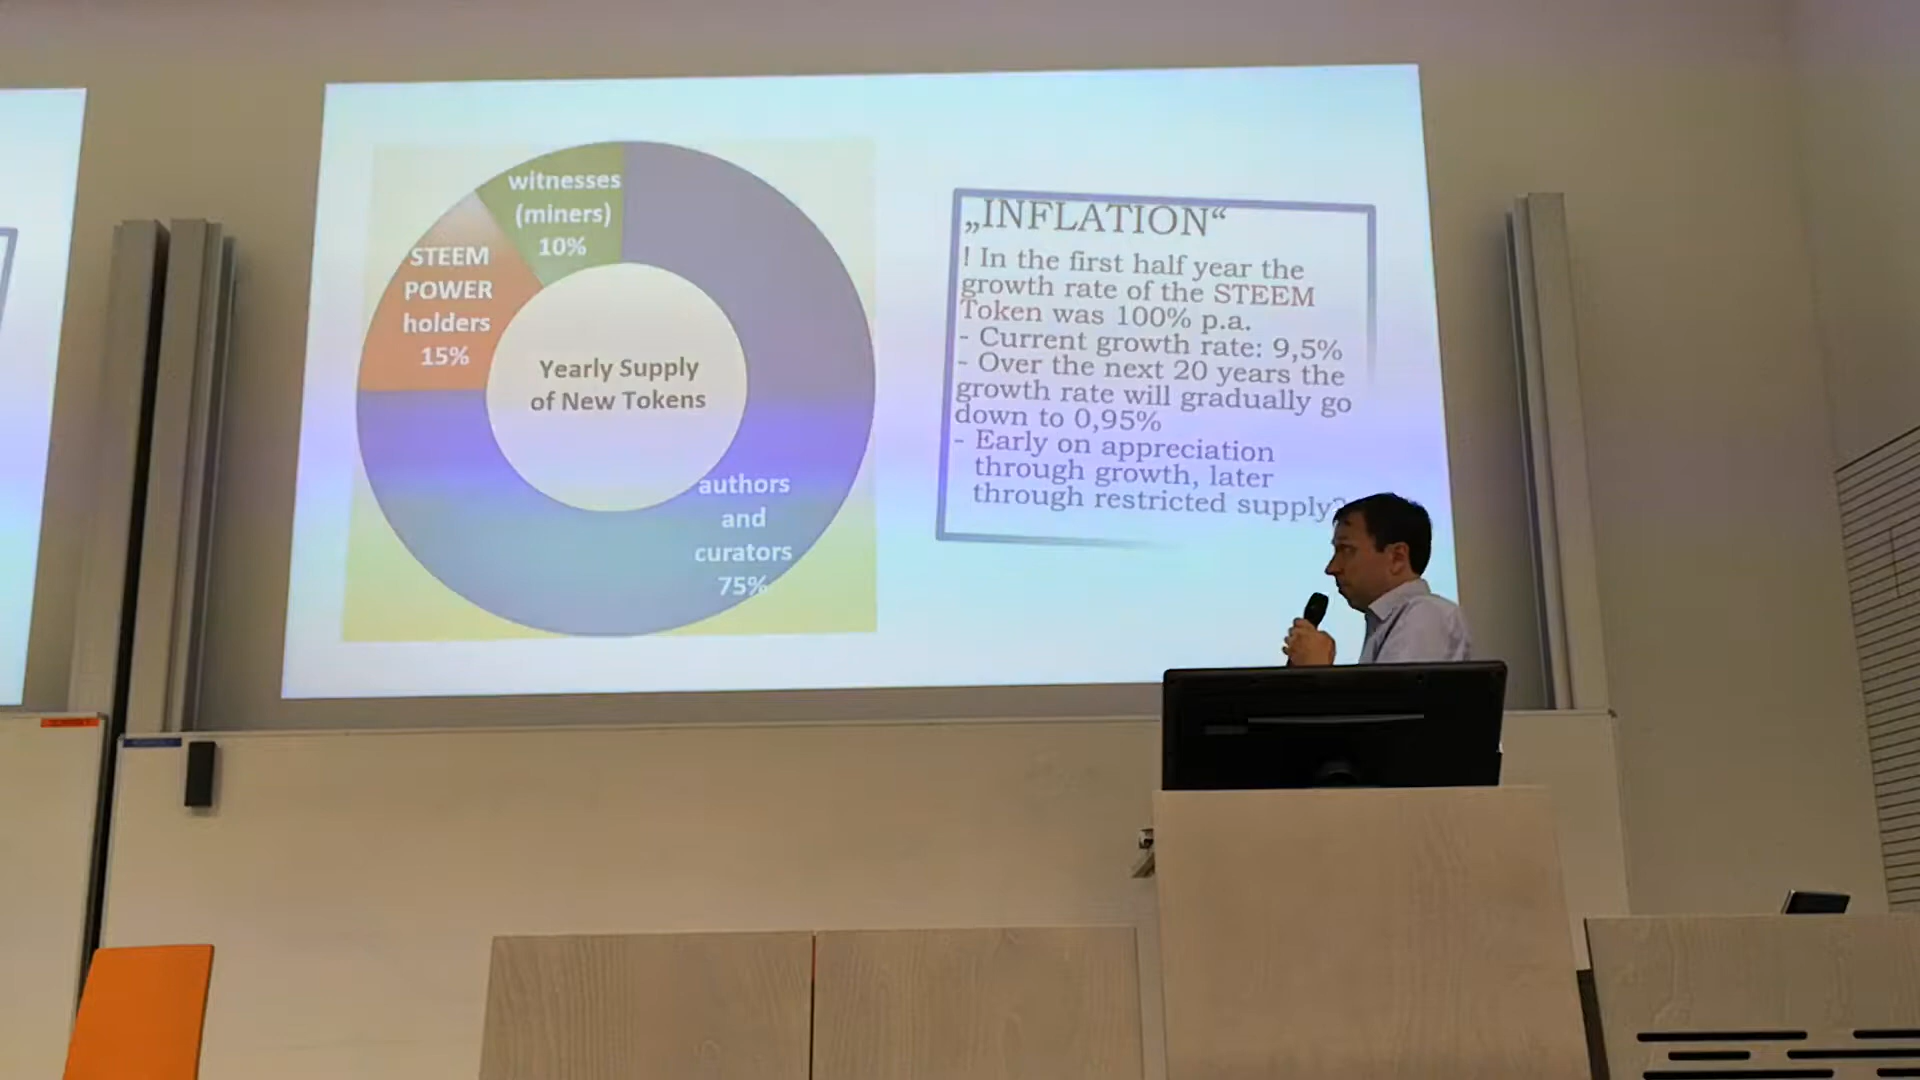 witnesses
(miners)
10%
STEEM
POWER
holders
15%
Yearly Supply
of New Tokens
authors
and
curators
75%
„INFLATION“
! In the first half year the
growth rate of the STEEM
Token was 100% p.a.
- Current growth rate: 9,5%
- Over the next 20 years the
growth rate will gradually go
down to 0,95%
- Early on appreciation
through growth, later
through restricted supply?